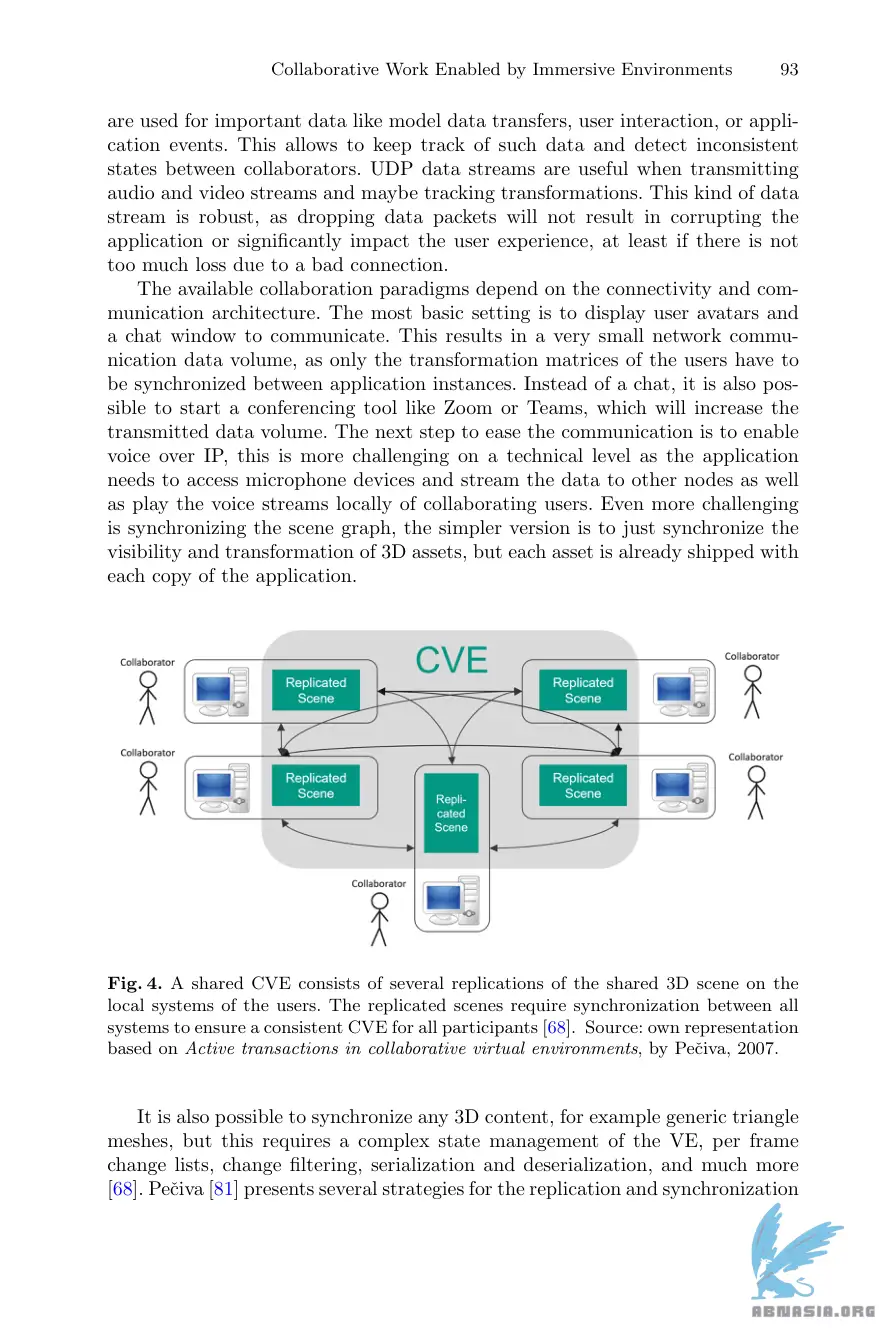 Collaborative Work Enabled by Immersive Environments 93
are used for important data like model data transfers, user interaction, or appli-
cation events. This allows to keep track of such data and detect inconsistent
states between collaborators. UDP data streams are useful when transmitting
audio and video streams and maybe tracking transformations. This kind of data
stream is robust, as dropping data packets will not result in corrupting the
application or significantly impact the user experience, at least if there is not
too much loss due to a bad connection.
The available collaboration paradigms depend on the connectivity and com-
munication architecture. The most basic setting is to display user avatars and
a chat window to communicate. This results in a very small network commu-
nication data volume, as only the transformation matrices of the users have to
be synchronized between application instances. Instead of a chat, it is also pos-
sible to start a conferencing tool like Zoom or Teams, which will increase the
transmitted data volume. The next step to ease the communication is to enable
voice over IP, this is more challenging on a technical level as the application
needs to access microphone devices and stream the data to other nodes as well
as play the voice streams locally of collaborating users. Even more challenging
is synchronizing the scene graph, the simpler version is to just synchronize the
visibility and transformation of 3D assets, but each asset is already shipped with
each copy of the application.
CVE
Collaborator
Replicated
Scene
Replicated
Scene
Collaborator
Collaborator
Replicated
Scene
Replicated
Scene
Collaborator
Repli-
cated
Scene
Collaborator
Fig. 4. A shared CVE consists of several replications of the shared 3D scene on the
local systems of the users. The replicated scenes require synchronization between all
systems to ensure a consistent CVE for all participants [68]. Source: own representation
based on Active transactions in collaborative virtual environments, by Pečiva, 2007.
It is also possible to synchronize any 3D content, for example generic triangle
meshes, but this requires a complex state management of the VE, per frame
change lists, change filtering, serialization and deserialization, and much more
[68]. Pečiva [81] presents several strategies for the replication and synchronization
ABNASIA.ORG